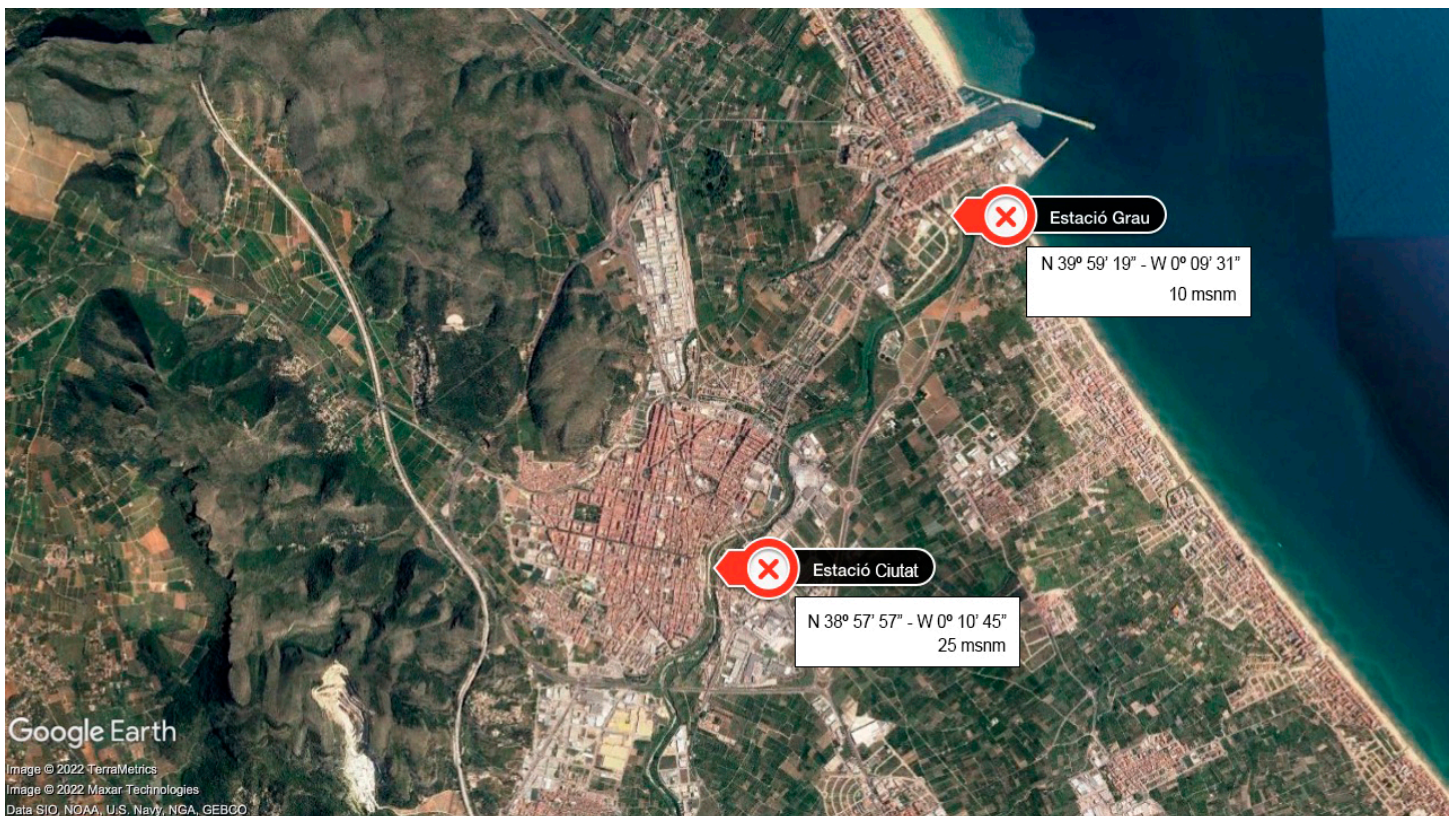 Estació Grau
N 39º 59' 19" - W 0º 09' 31"
10 msnm
Estació Ciutat
N 38º 57' 57" - W 0º 10' 45"
25 msnm
Google Earth
Image © 2022 TerraMetrics
Image © 2022 Maxar Technologies
Data SIO, NOAA, U.S. Navy, NGA, GEBCO